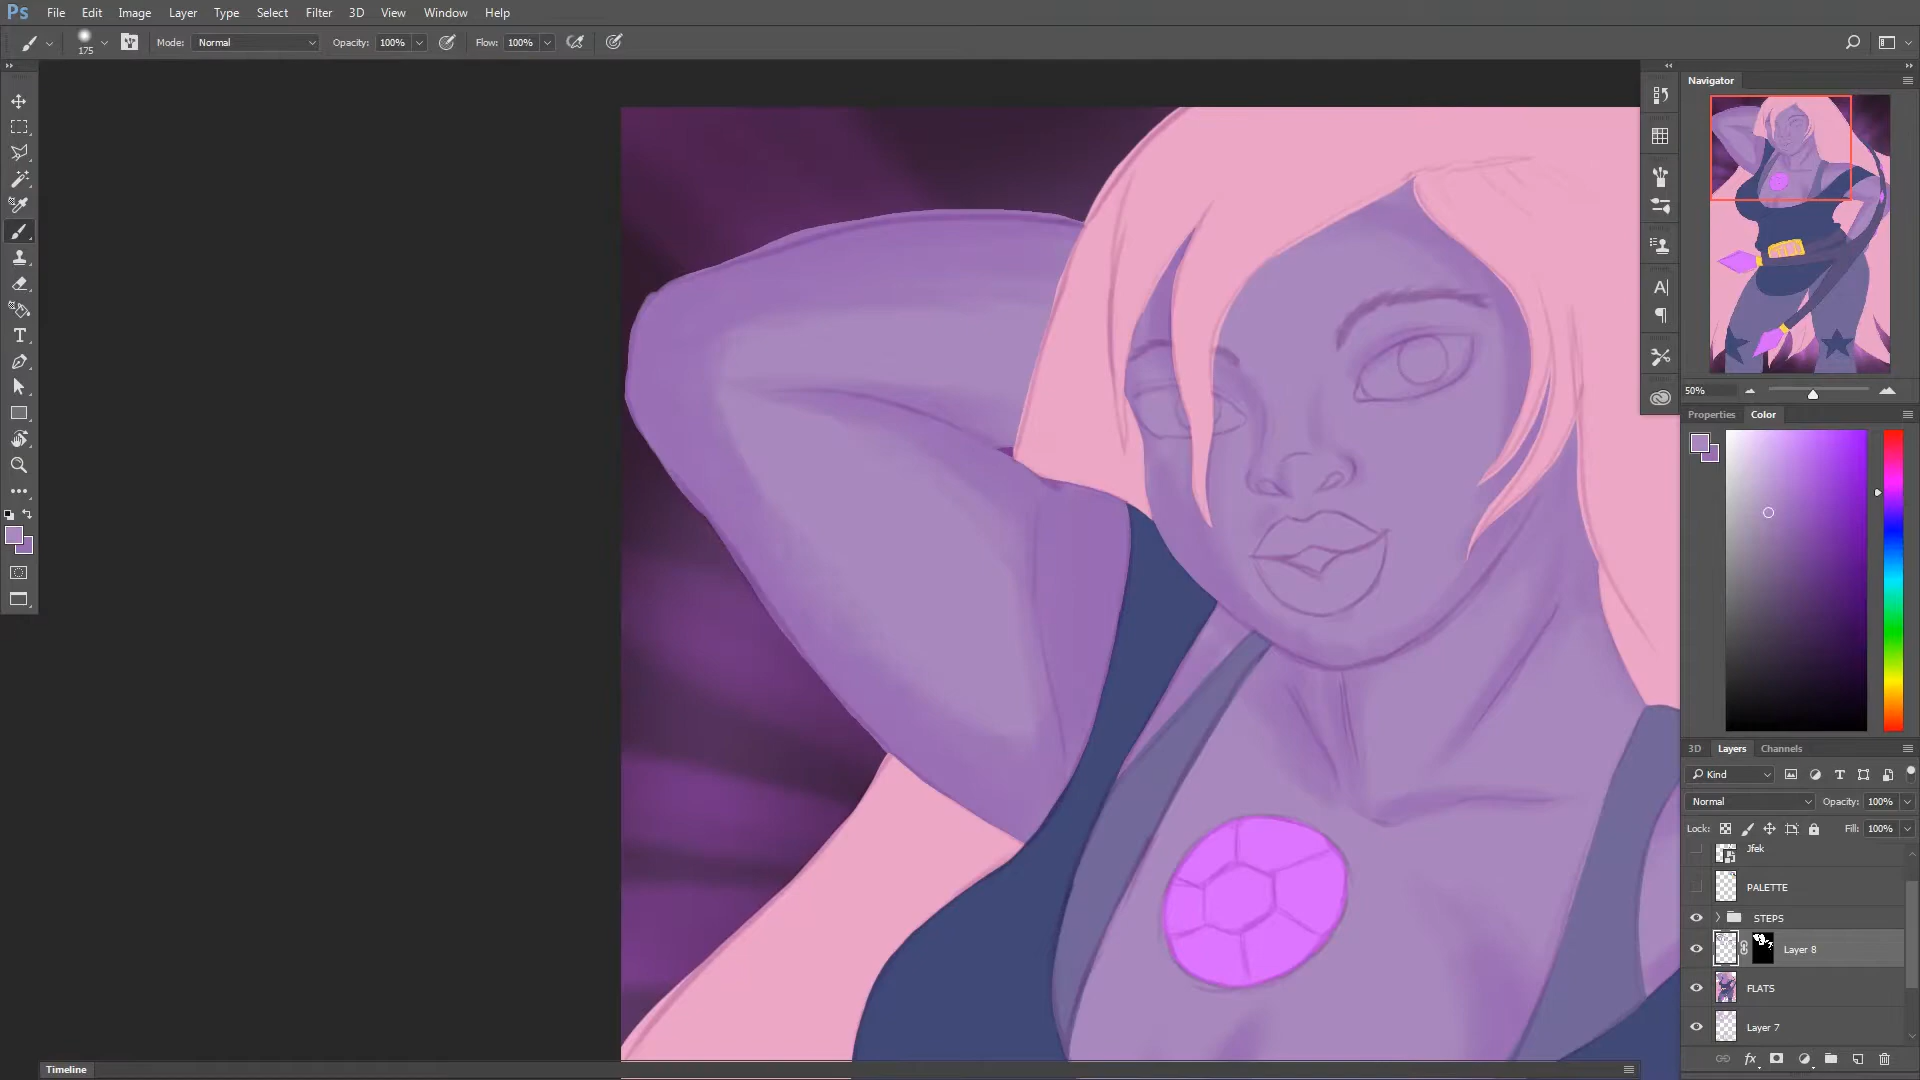 Ps File Edit Image Layer Type Select Filter 3D View Window Help
175 Mode: Normal Opacity: 100% Flow: 100%
Navigator
50%
Properties Color
3D Layers Channels
Kind
Normal Opacity: 100%
Lock: Fill: 100%
Jfek
PALETTE
STEPS
Layer 8
FLATS
Layer 7
fx
Timeline